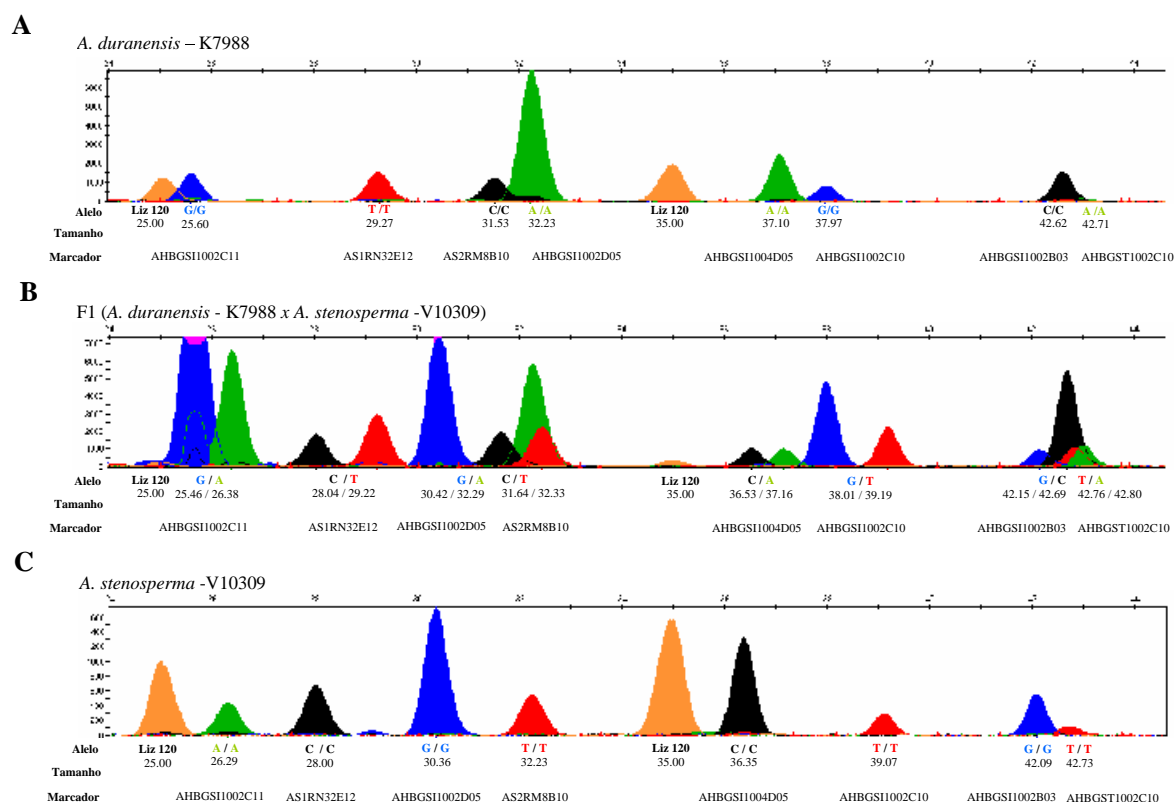 A
A. duranensis – K7988
Alelo Liz 120 G/G T /T C/C A /A Liz 120 A /A G/G C/C A /A
Tamanho 25.00 25.60 29.27 31.53 32.23 35.00 37.10 37.97 42.62 42.71
Marcador AHBGSI1002C11 AS1RN32E12 AS2RM8B10 AHBGSI1002D05 AHBGSI1004D05 AHBGSI1002C10 AHBGSI1002B03 AHBGST1002C10
B
F1 (A. duranensis - K7988 x A. stenosperma -V10309)
Alelo Liz 120 G / A C / T G / A C / T Liz 120 C / A G / T G / C T / A
Tamanho 25.00 25.46 / 26.38 28.04 / 29.22 30.42 / 32.29 31.64 / 32.33 35.00 36.53 / 37.16 38.01 / 39.19 42.15 / 42.69 42.76 / 42.80
Marcador AHBGSI1002C11 AS1RN32E12 AHBGSI1002D05 AS2RM8B10 AHBGSI1004D05 AHBGSI1002C10 AHBGSI1002B03 AHBGST1002C10
C
A. stenosperma -V10309
Alelo Liz 120 A / A C / C G / G T / T Liz 120 C / C T / T G / G T / T
Tamanho 25.00 26.29 28.00 30.36 32.23 35.00 36.35 39.07 42.09 42.73
Marcador AHBGSI1002C11 AS1RN32E12 AHBGSI1002D05 AS2RM8B10 AHBGSI1004D05 AHBGSI1002C10 AHBGSI1002B03 AHBGST1002C10